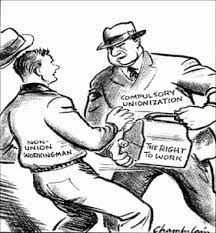 COMPULSORY
UNIONIZATION
NON-
UNION
WORKINGMAN
THE RIGHT
TO WORK
Chamberlain